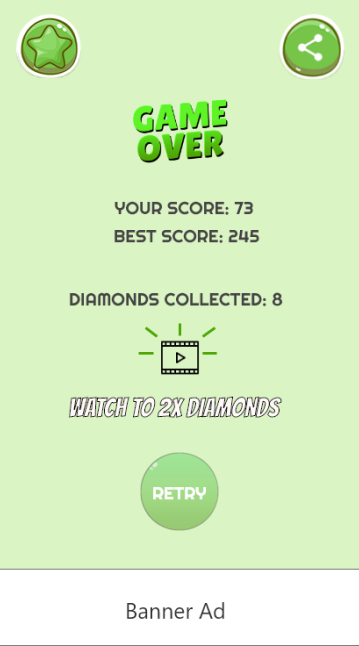 GAME
OVER
YOUR SCORE: 73
BEST SCORE: 245
DIAMONDS COLLECTED: 8
WATCH TO 2X DIAMONDS
RETRY
Banner Ad